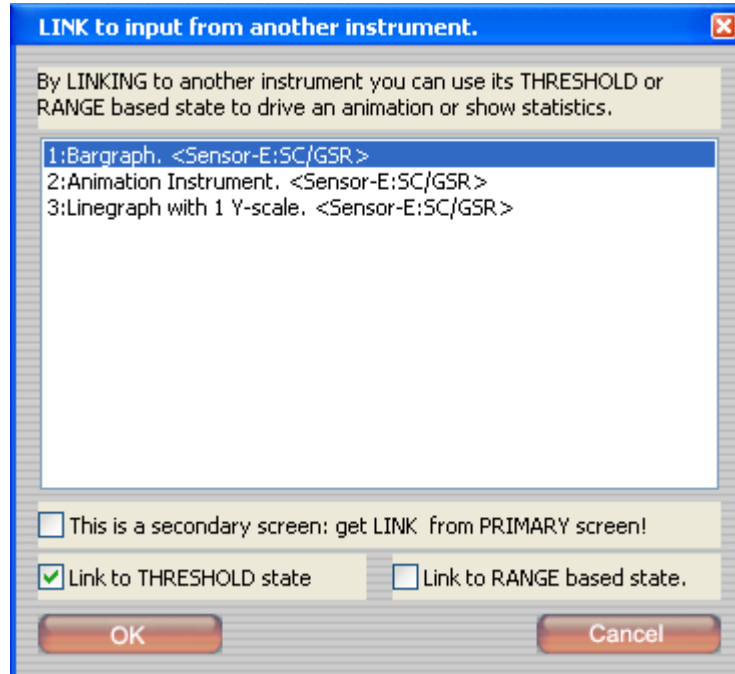 LINK to input from another instrument.
By LINKING to another instrument you can use its THRESHOLD or
RANGE based state to drive an animation or show statistics.
1:Bargraph. <Sensor-E:SC/GSR>
2:Animation Instrument. <Sensor-E:SC/GSR>
3:Linegraph with 1 Y-scale. <Sensor-E:SC/GSR>
This is a secondary screen: get LINK from PRIMARY screen!
Link to THRESHOLD state Link to RANGE based state.
OK Cancel